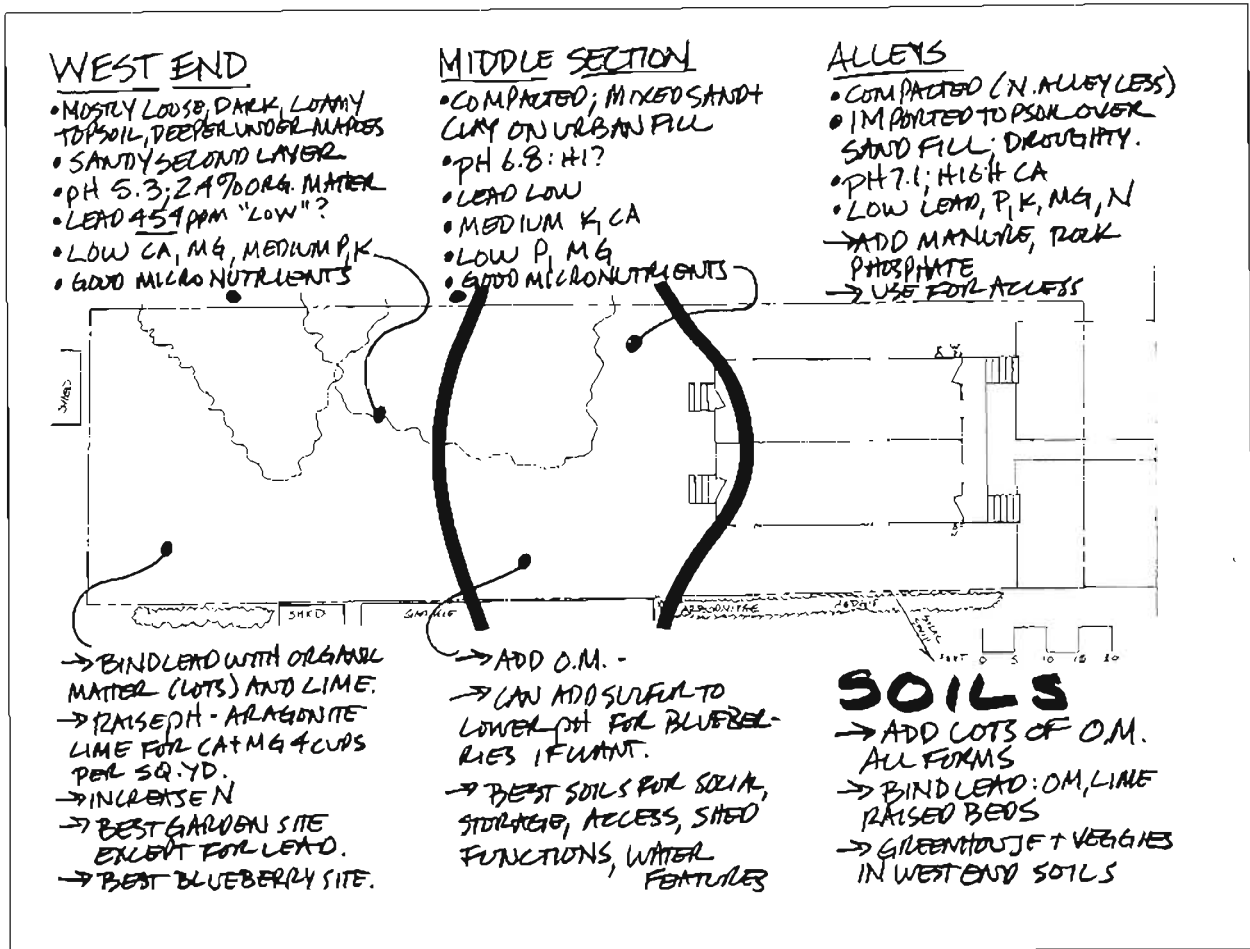 WEST END
• MOSTLY LOOSE, DARK, LOAMY
TOPSOIL, DEEPER UNDER MAPLES
• SANDY SECOND LAYER
• pH 5.3; 2.4% ORG. MATTER
• LEAD 454 ppm "LOW"?
• LOW CA, MG, MEDIUM P, K
• GOOD MICRONUTRIENTS
MIDDLE SECTION
• COMPACTED; MIXED SAND +
CLAY ON URBAN FILL
• pH 6.8: HI?
• LEAD LOW
• MEDIUM K, CA
• LOW P, MG
• GOOD MICRONUTRIENTS
ALLEYS
• COMPACTED (N. ALLEY LESS)
• IMPORTED TOPSOIL OVER
SAND FILL; DROUGHTY.
• pH 7.1; HIGH CA
• LOW LEAD, P, K, MG, N
→ ADD MANURE, ROCK
PHOSPHATE
→ USE FOR ACCESS
SHED
GARAGE
ARBORVITAE
→ BIND LEAD WITH ORGANIC
MATTER (LOTS) AND LIME.
→ RAISE pH - ARAGONITE
LIME FOR CA + MG 4 CUPS
PER SQ. YD.
→ INCREASE N
→ BEST GARDEN SITE
EXCEPT FOR LEAD.
→ BEST BLUEBERRY SITE.
→ ADD O.M. -
→ CAN ADD SULFUR TO
LOWER pH FOR BLUEBER-
RIES IF WANT.
→ BEST SOILS FOR SOCIAL,
STORAGE, ACCESS, SHED
FUNCTIONS, WATER
FEATURES
0 5 10 15 20
SOILS
→ ADD LOTS OF O.M.
ALL FORMS
→ BIND LEAD: OM, LIME
RAISED BEDS
→ GREENHOUSE + VEGGIES
IN WEST END SOILS